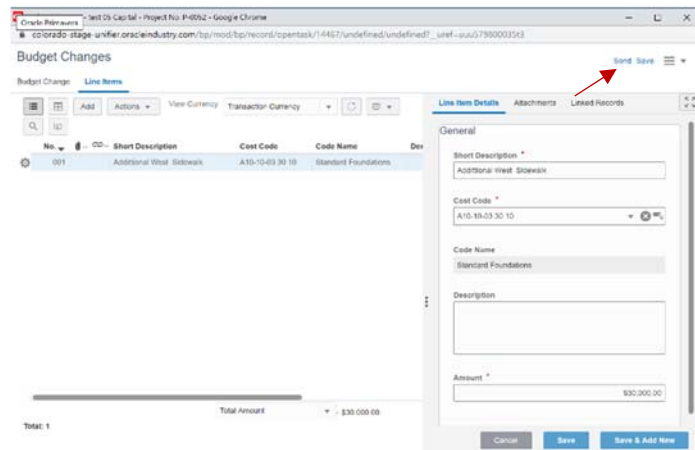 Oracle Primavera - test 05 Capital - Project No. P-0052 - Google Chrome
colorado-stage-unifier.oracleindustry.com/bp/mod/bp/record/opentask/14467/undefined/undefined?_uref=uuu579800035t3
Budget Changes
Send Save
Budget Change Line Items
Add Actions View Currency Transaction Currency
Line Item Details Attachments Linked Records
No. Short Description Cost Code Code Name Des
001 Additional West Sidewalk A10-10-03 30 10 Standard Foundations
General
Short Description *
Additional West Sidewalk
Cost Code *
A10-10-03 30 10
Code Name
Standard Foundations
Description
Amount *
$30,000.00
Total Amount - $30,000.00
Total: 1
Cancel Save Save & Add New